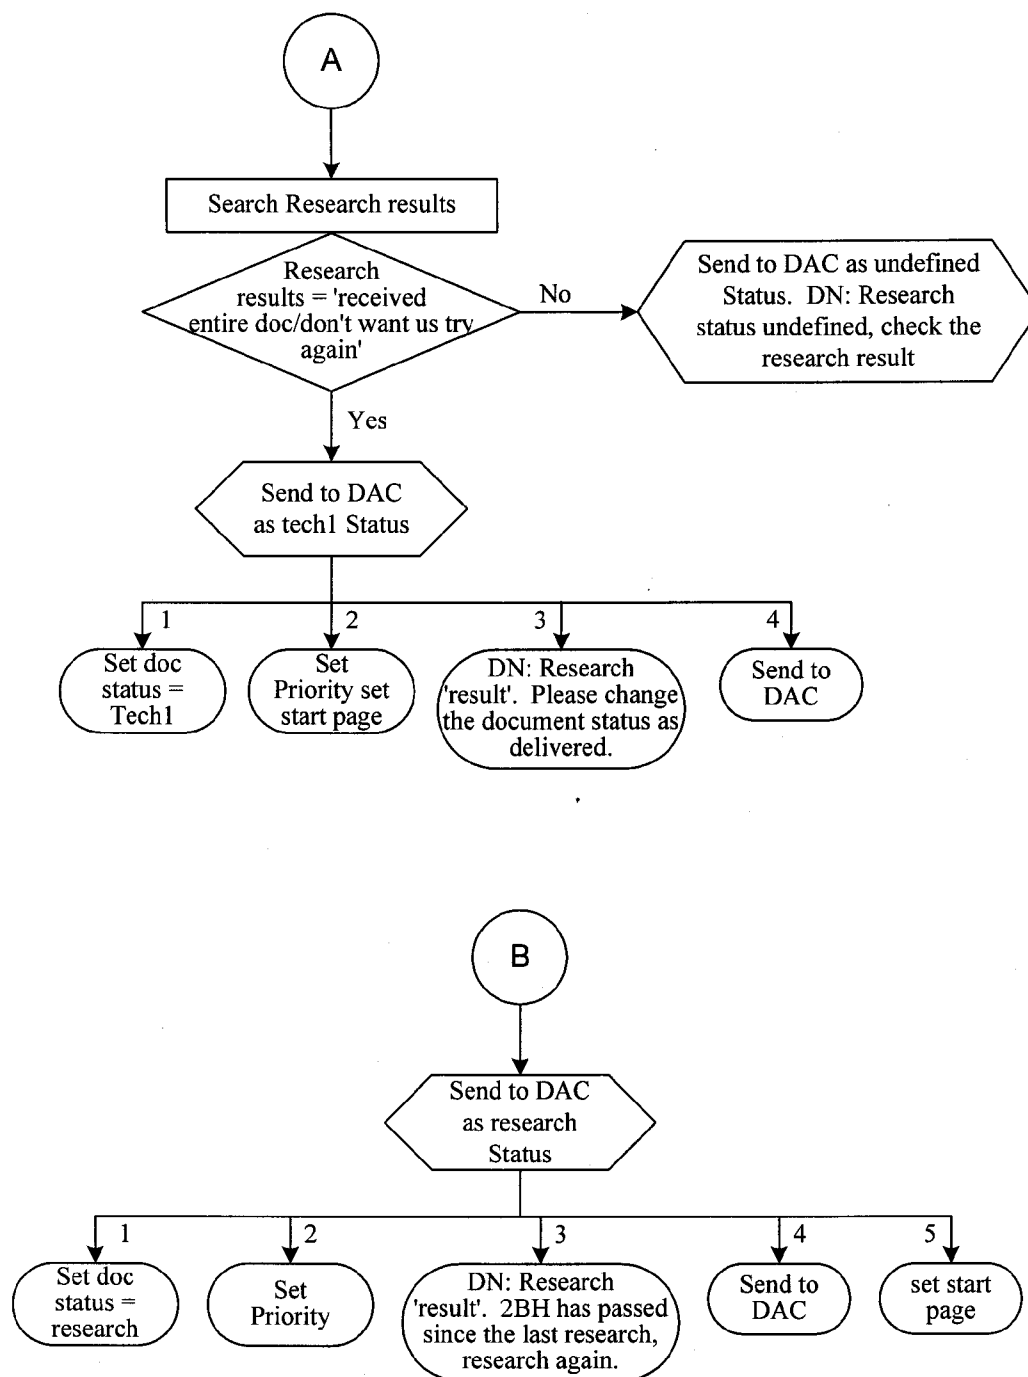 A
Search Research results
Research
results = 'received
entire doc/don't want us try
again'
No
Send to DAC as undefined
Status. DN: Research
status undefined, check the
research result
Yes
Send to DAC
as tech1 Status
1
2
3
4
Set doc
status =
Tech1
Set
Priority set
start page
DN: Research
'result'. Please change
the document status as
delivered.
Send to
DAC
B
Send to DAC
as research
Status
1
2
3
4
5
Set doc
status =
research
Set
Priority
DN: Research
'result'. 2BH has passed
since the last research,
research again.
Send to
DAC
set start
page